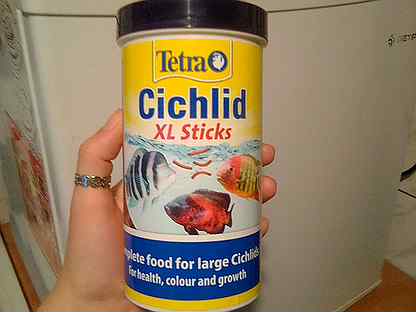 Tetra
Cichlid
XL Sticks
plete food for large Cichlids
For health, colour and growth